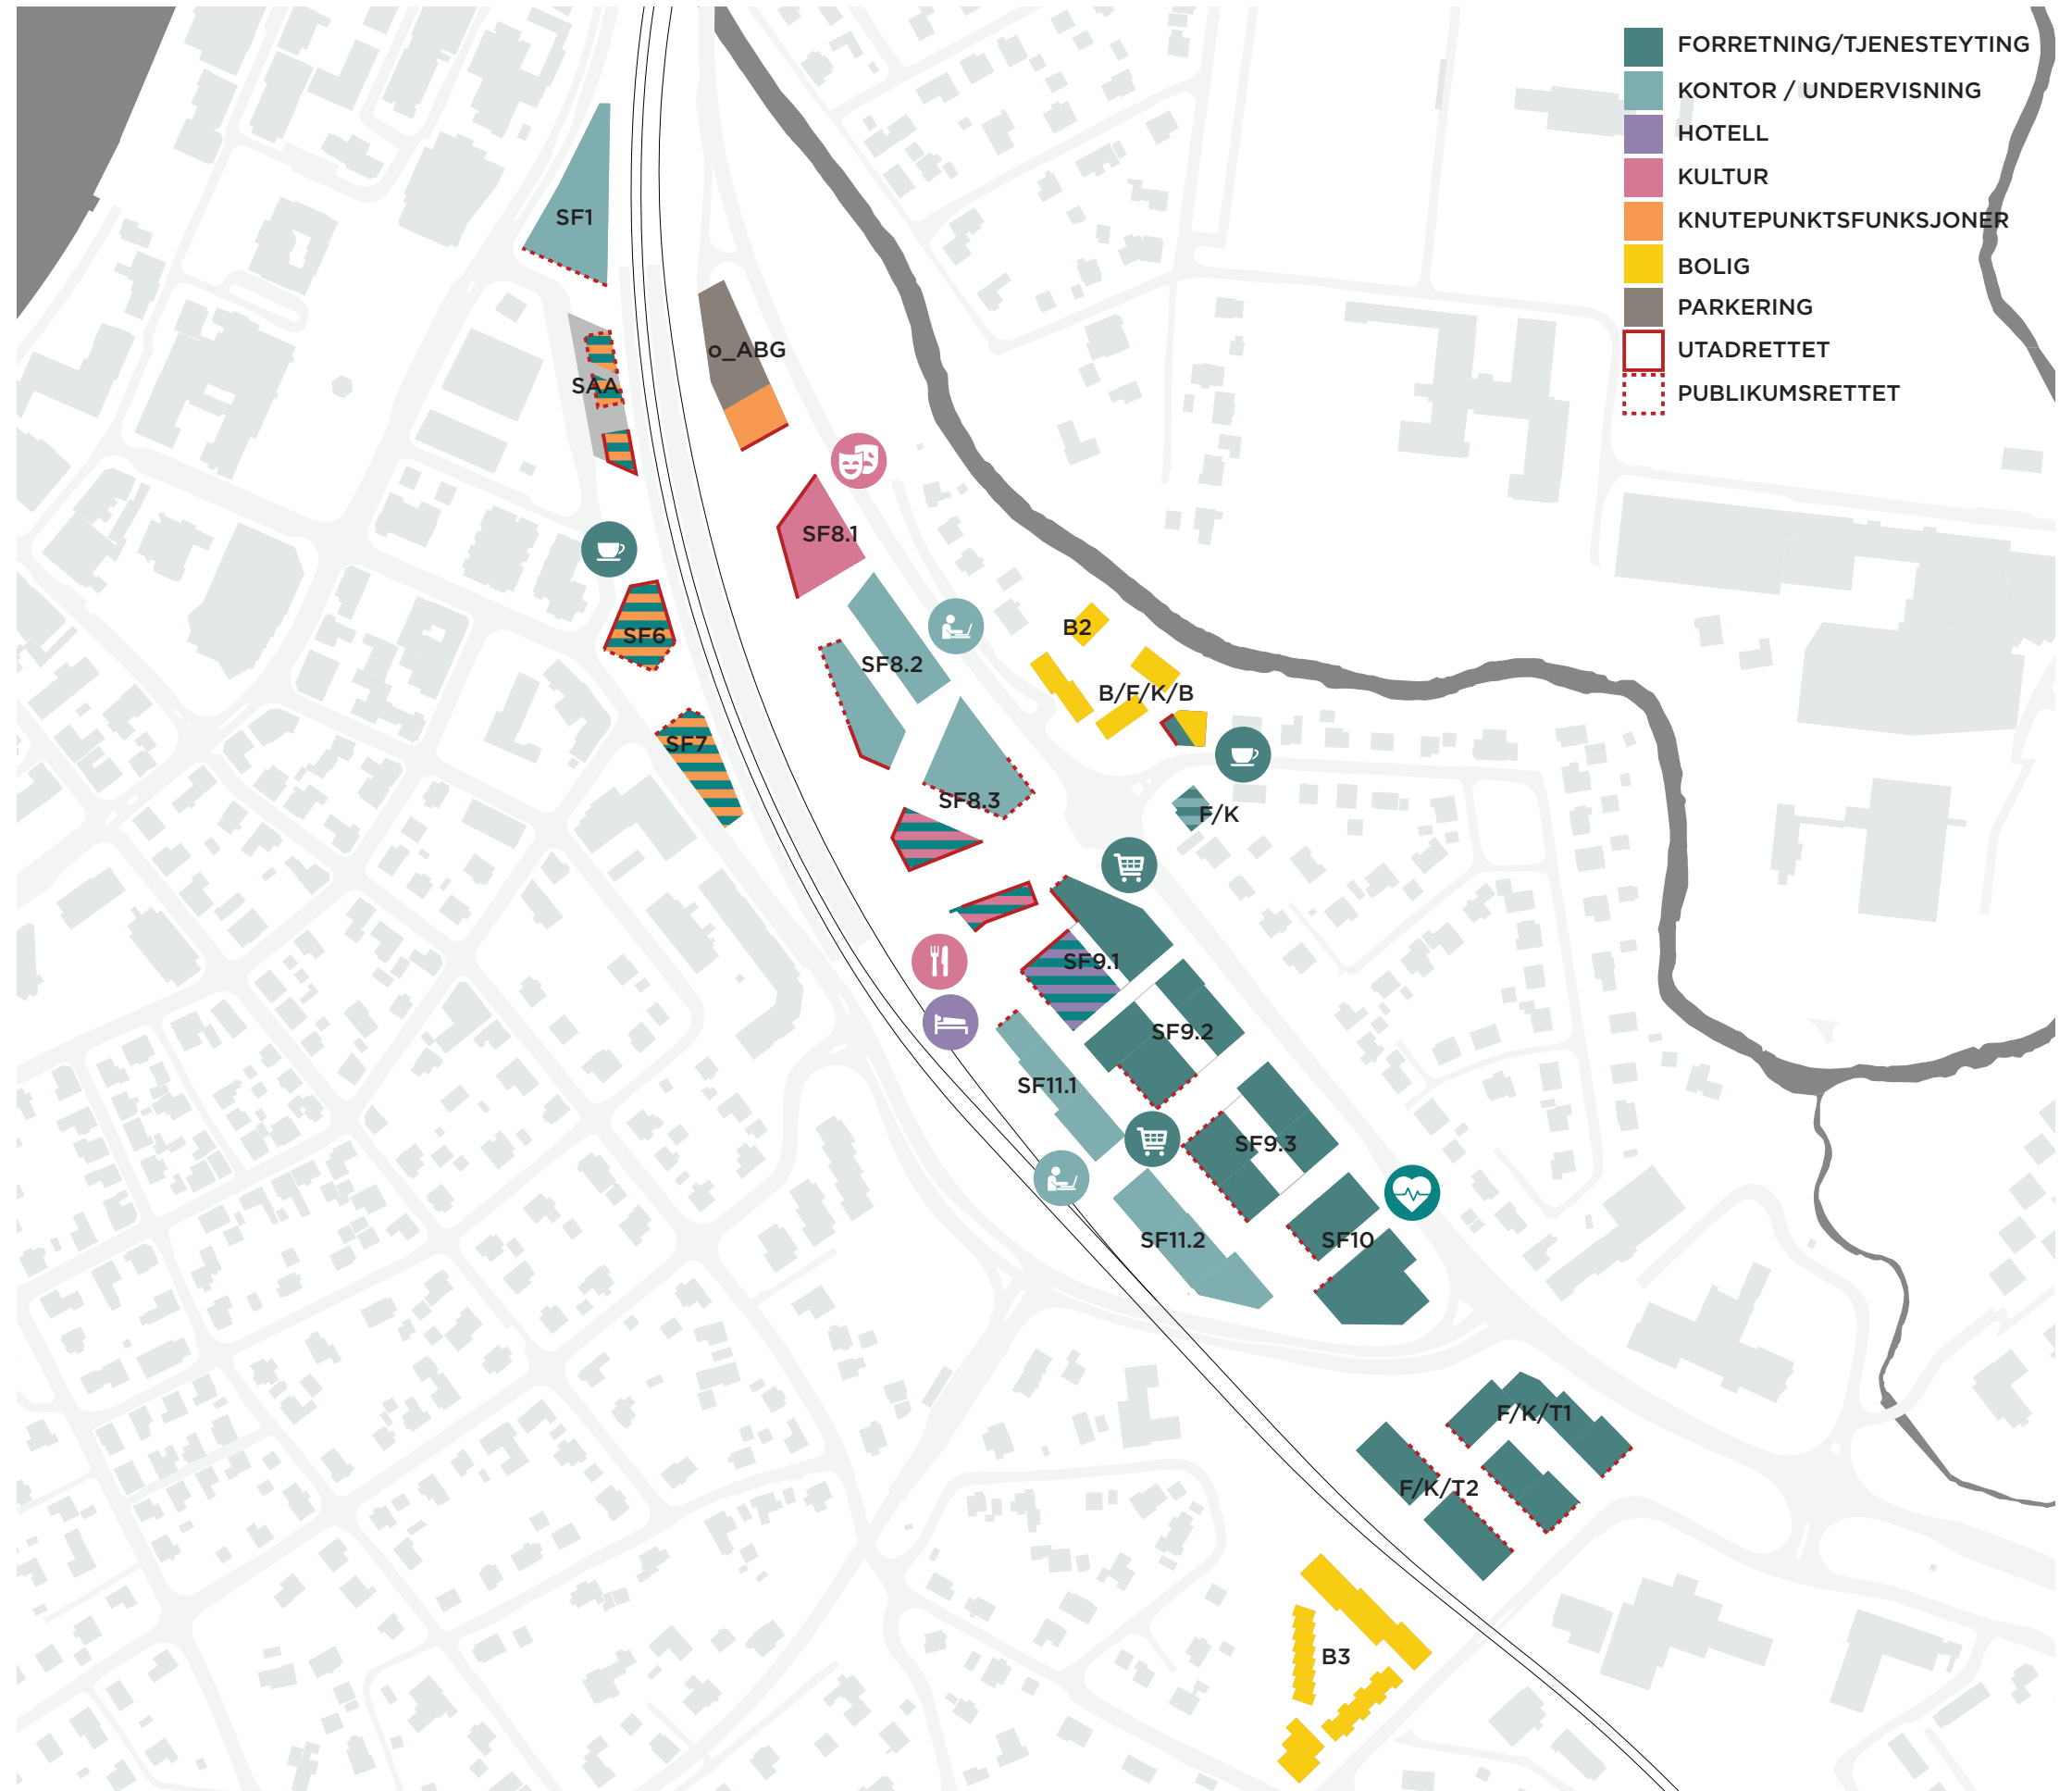 FORRETNING/TJENESTEYTING
KONTOR / UNDERVISNING
HOTELL
KULTUR
KNUTEPUNKTSFUNKSJONER
BOLIG
PARKERING
UTADRETTET
PUBLIKUMSRETTET
SF1
o_ABG
SAA
SF8.1
B2
SF6
SF8.2
B/F/K/B
SF7
SF8.3
F/K
SF9.1
SF9.2
SF11.1
SF9.3
SF11.2
SF10
F/K/T1
F/K/T2
B3